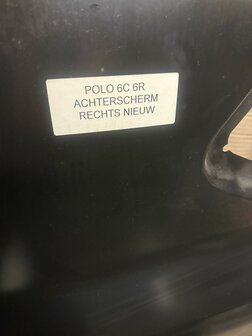 POLO 6C 6R
ACHTERSCHERM
RECHTS NIEUW